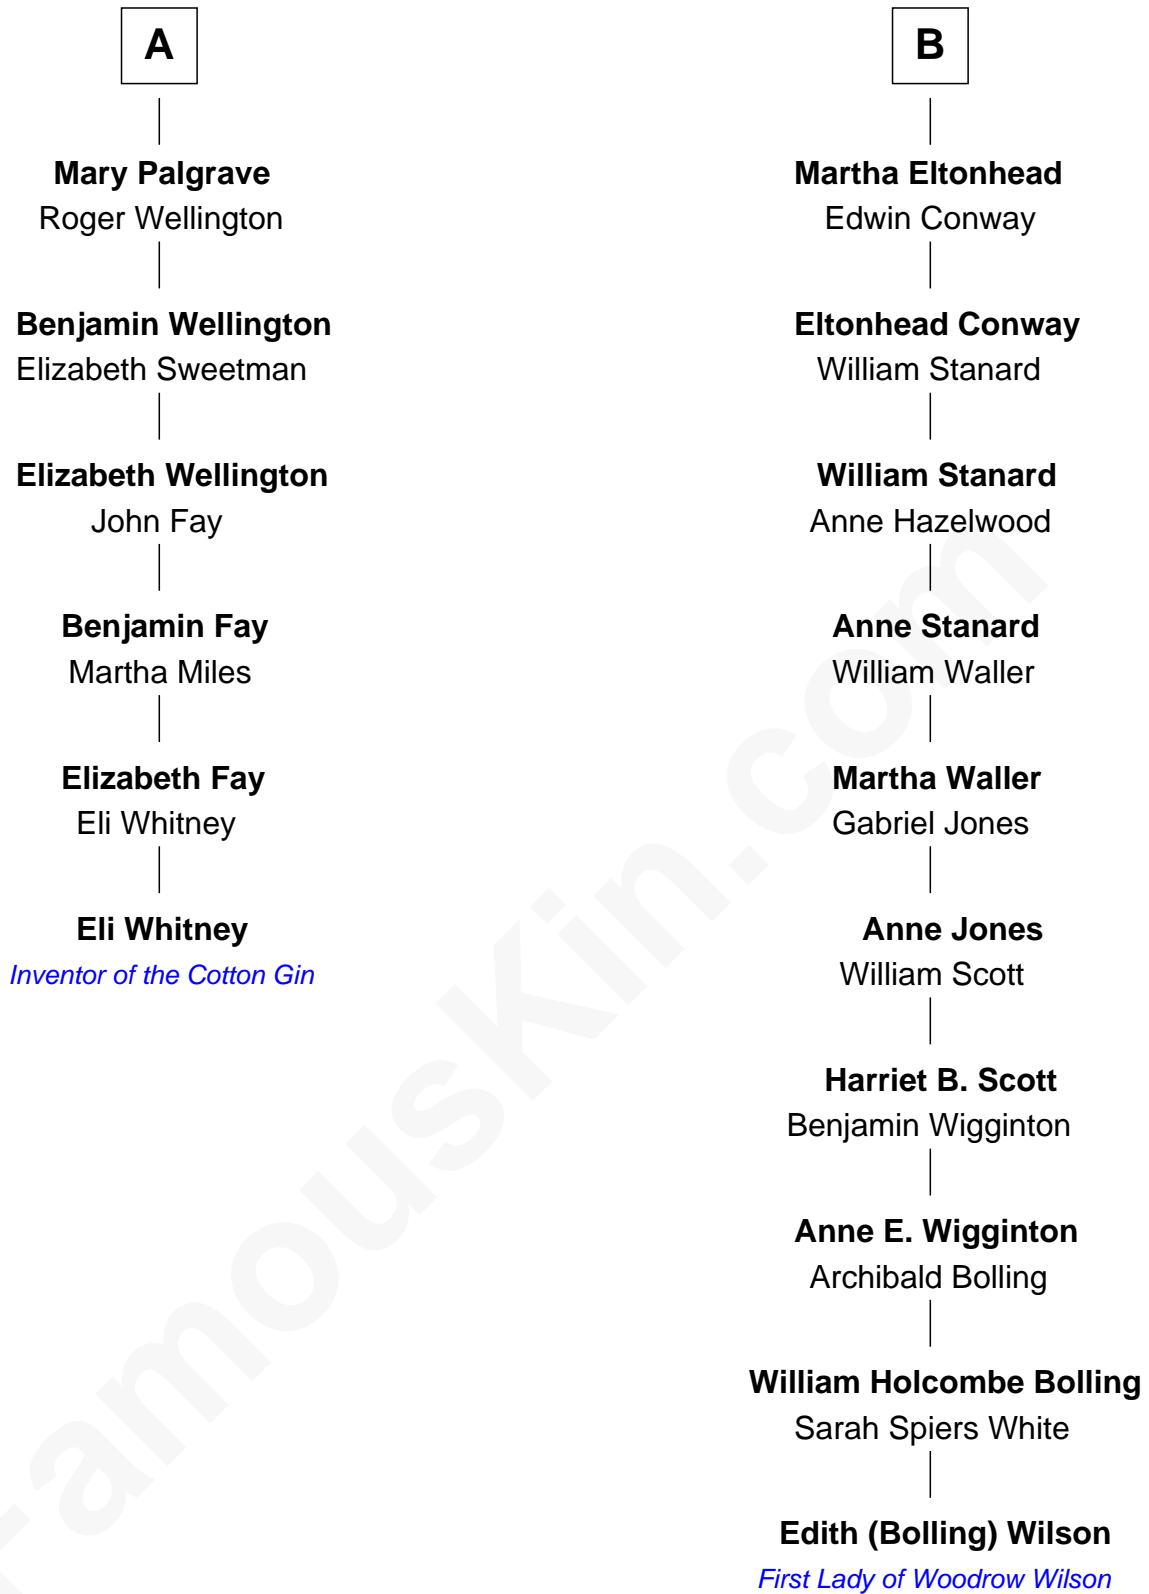 A
Mary Palgrave
Roger Wellington
Benjamin Wellington
Elizabeth Sweetman
Elizabeth Wellington
John Fay
Benjamin Fay
Martha Miles
Elizabeth Fay
Eli Whitney
Eli Whitney
Inventor of the Cotton Gin
B
Martha Eltonhead
Edwin Conway
Eltonhead Conway
William Stanard
William Stanard
Anne Hazelwood
Anne Stanard
William Waller
Martha Waller
Gabriel Jones
Anne Jones
William Scott
Harriet B. Scott
Benjamin Wigginton
Anne E. Wigginton
Archibald Bolling
William Holcombe Bolling
Sarah Spiers White
Edith (Bolling) Wilson
First Lady of Woodrow Wilson
FamousKin.com